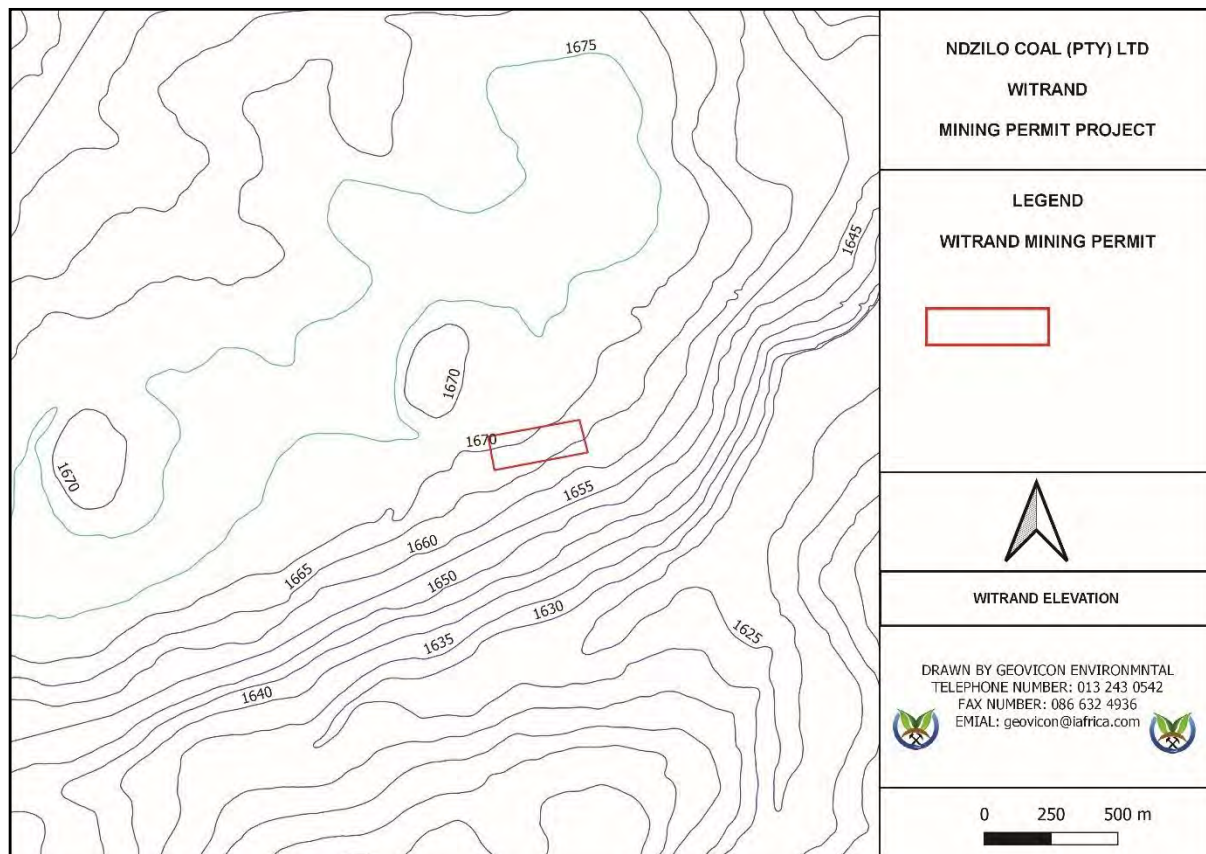 1675
1645
1670
1670
1670
1655
1660
1665
1650
1630
1635
1640
1625
NDZILO COAL (PTY) LTD
WITRAND
MINING PERMIT PROJECT
LEGEND
WITRAND MINING PERMIT
WITRAND ELEVATION
DRAWN BY GEOVICON ENVIRONMNTAL
TELEPHONE NUMBER: 013 243 0542
FAX NUMBER: 086 632 4936
EMIAL: geovicon@iafrica.com
0 250 500 m